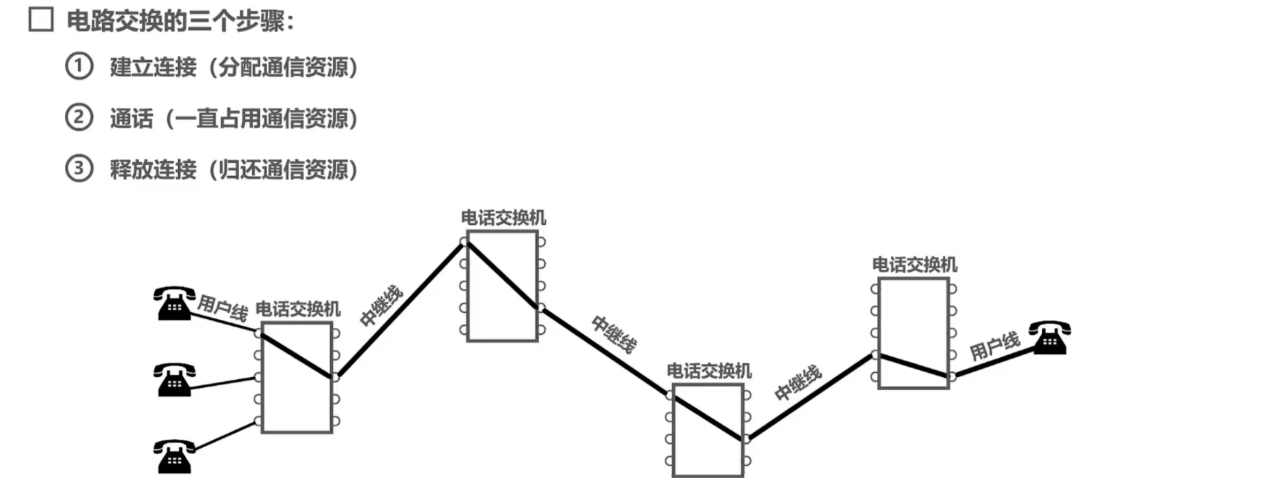 电路交换的三个步骤：
① 建立连接（分配通信资源）
② 通话（一直占用通信资源）
③ 释放连接（归还通信资源）
电话交换机
电话交换机
用户线
电话交换机
中继线
中继线
用户线
电话交换机
中继线